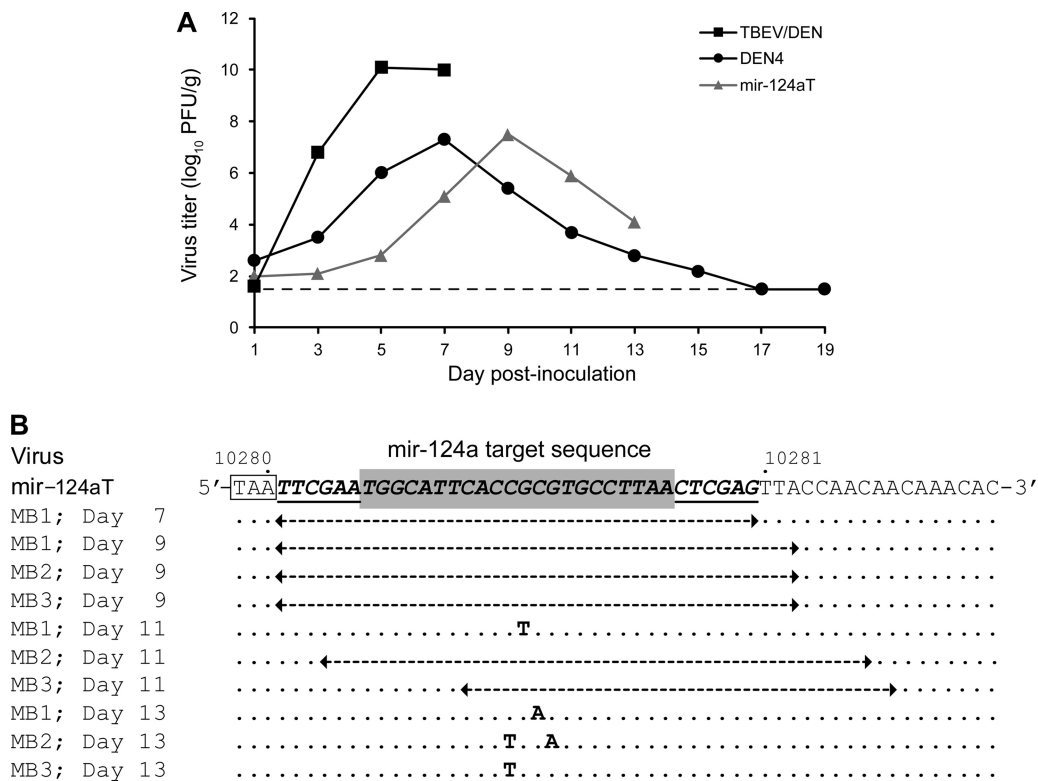 A
12
10
8
6
4
2
0
Virus titer (log₁₀ PFU/g)
TBEV/DEN
DEN4
mir-124aT
1 3 5 7 9 11 13 15 17 19
Day post-inoculation
B
Virus
mir-124a target sequence
10280 10281
mir-124aT 5′-TAATTCGAATGGCATTCACCGCGTGCCTTAACTCGAGTTACCAACAACAAACAC-3′
MB1; Day 7
MB1; Day 9
MB2; Day 9
MB3; Day 9
MB1; Day 11 T
MB2; Day 11
MB3; Day 11
MB1; Day 13 A
MB2; Day 13 T..A
MB3; Day 13 T